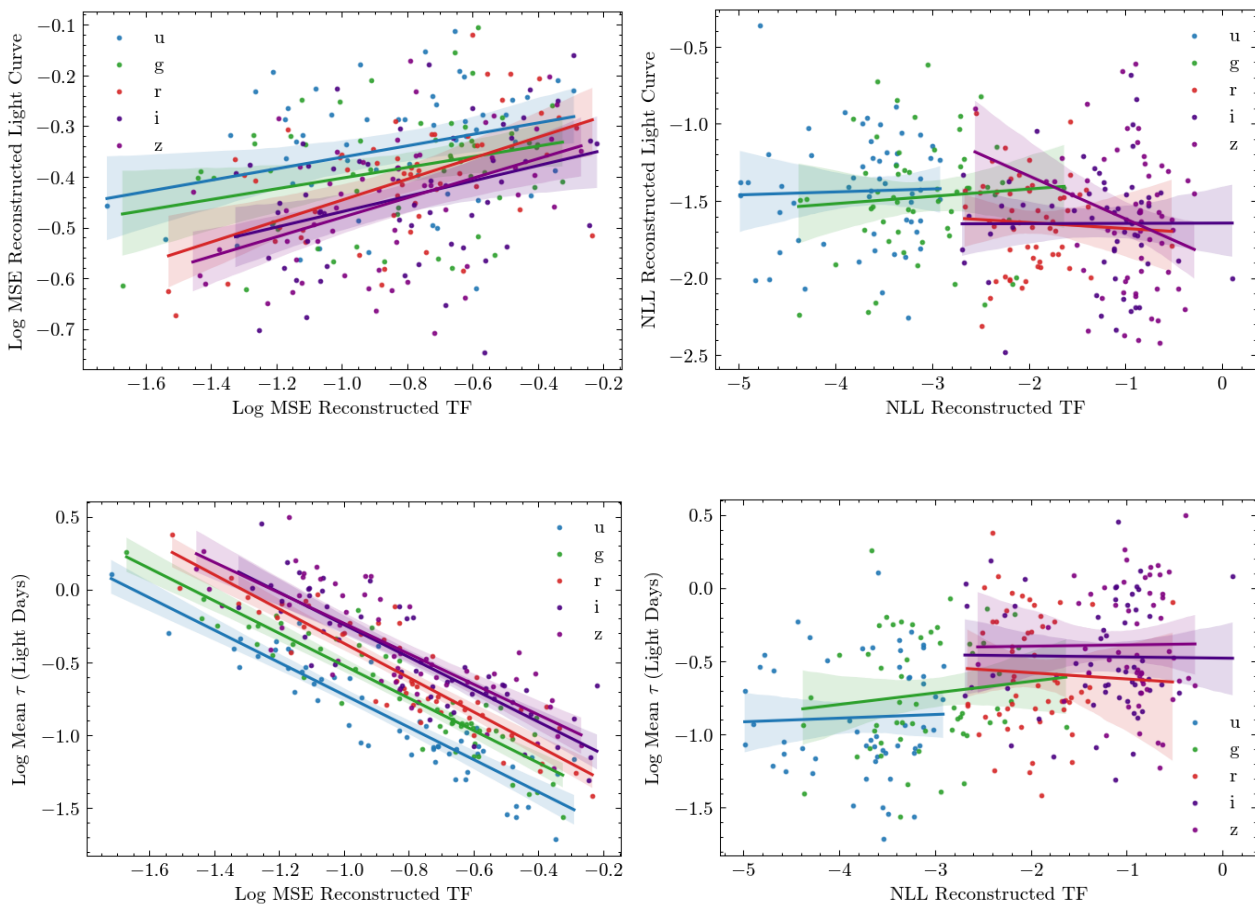 −0.1
−0.2
−0.3
−0.4
−0.5
−0.6
−0.7
Log MSE Reconstructed Light Curve
u
g
r
i
z
−1.6 −1.4 −1.2 −1.0 −0.8 −0.6 −0.4 −0.2
Log MSE Reconstructed TF
−0.5
−1.0
−1.5
−2.0
−2.5
NLL Reconstructed Light Curve
u
g
r
i
z
−5 −4 −3 −2 −1 0
NLL Reconstructed TF
0.5
0.0
−0.5
−1.0
−1.5
Log Mean τ (Light Days)
u
g
r
i
z
−1.6 −1.4 −1.2 −1.0 −0.8 −0.6 −0.4 −0.2
Log MSE Reconstructed TF
0.5
0.0
−0.5
−1.0
−1.5
Log Mean τ (Light Days)
u
g
r
i
z
−5 −4 −3 −2 −1 0
NLL Reconstructed TF